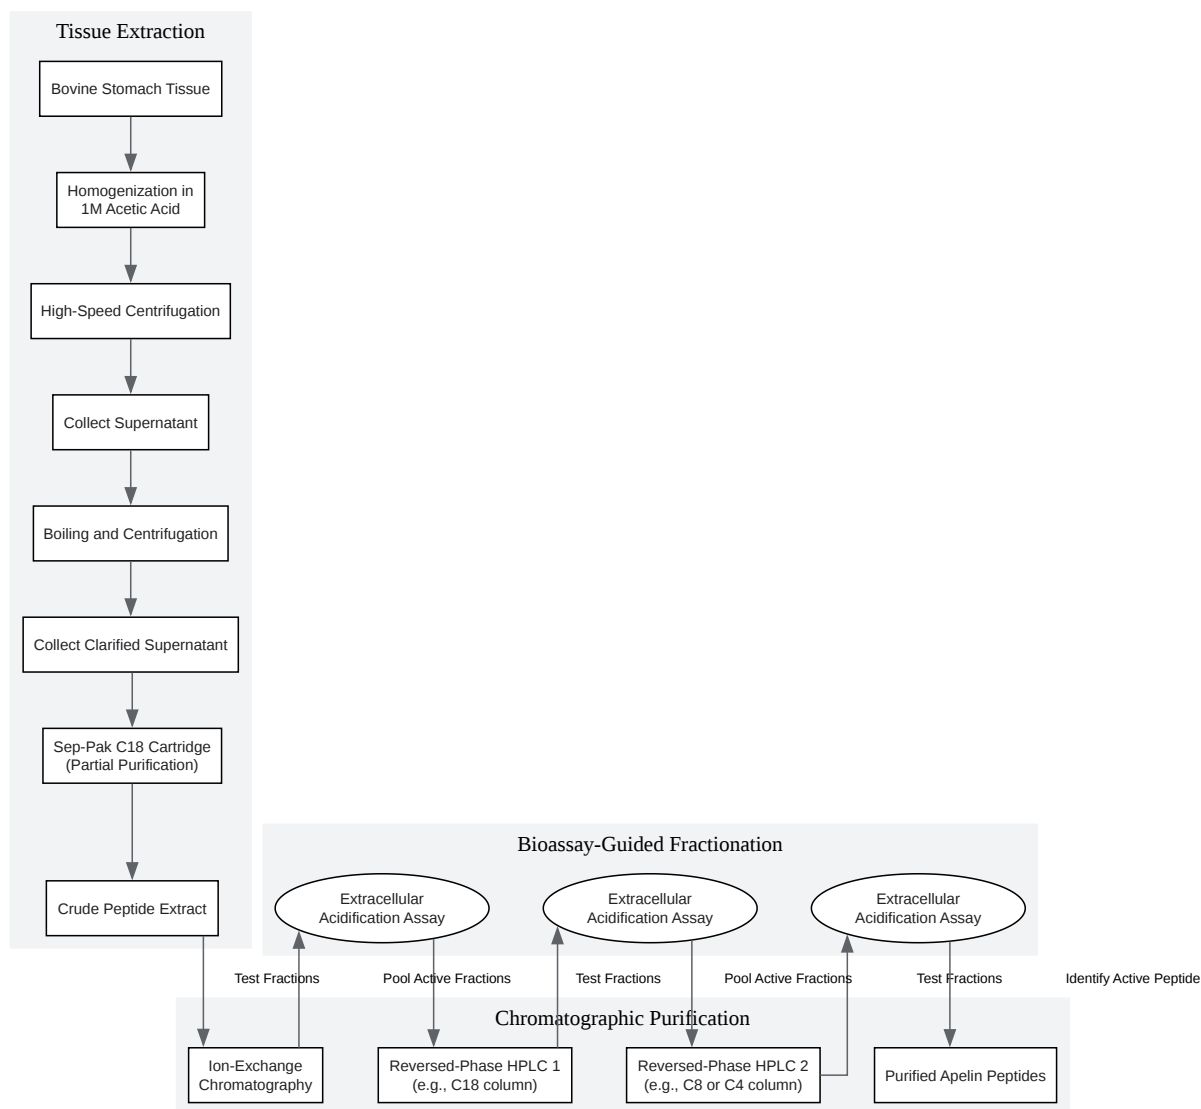 Tissue Extraction
Bovine Stomach Tissue
Homogenization in
1M Acetic Acid
High-Speed Centrifugation
Collect Supernatant
Boiling and Centrifugation
Collect Clarified Supernatant
Sep-Pak C18 Cartridge
(Partial Purification)
Crude Peptide Extract
Bioassay-Guided Fractionation
Extracellular
Acidification Assay
Extracellular
Acidification Assay
Extracellular
Acidification Assay
Test Fractions
Pool Active Fractions
Test Fractions
Pool Active Fractions
Test Fractions
Identify Active Peptide
Chromatographic Purification
Ion-Exchange
Chromatography
Reversed-Phase HPLC 1
(e.g., C18 column)
Reversed-Phase HPLC 2
(e.g., C8 or C4 column)
Purified Apelin Peptides